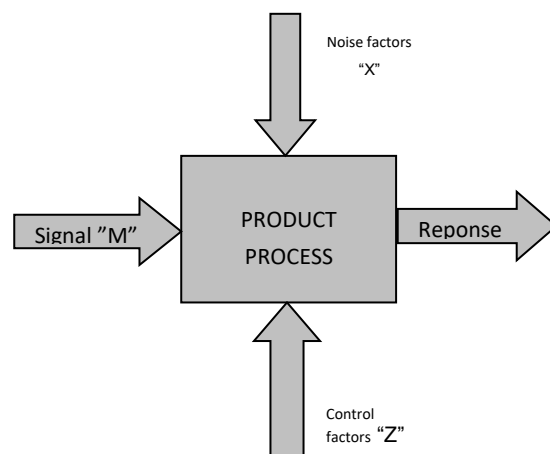 Noise factors
“X”
Signal ”M”
PRODUCT
PROCESS
Reponse
Control
factors “Z”